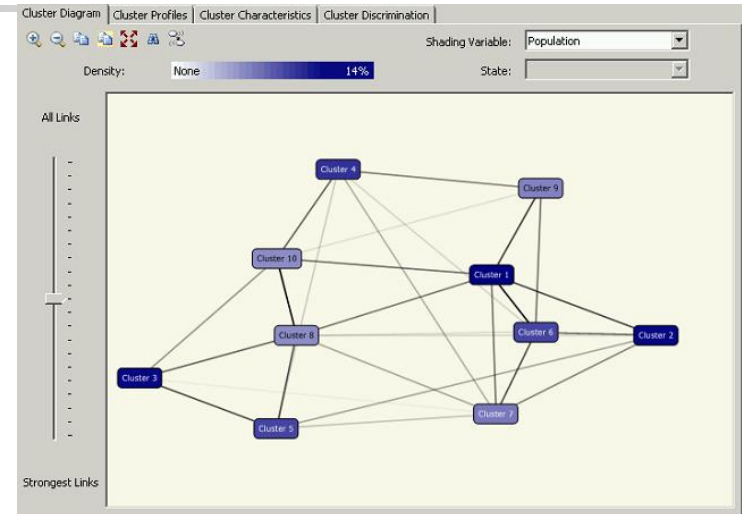 Cluster Diagram Cluster Profiles Cluster Characteristics Cluster Discrimination
Shading Variable: Population
Density: None 14% State:
All Links
Cluster 4
Cluster 9
Cluster 10
Cluster 1
Cluster 8
Cluster 6
Cluster 2
Cluster 3
Cluster 7
Cluster 5
Strongest Links